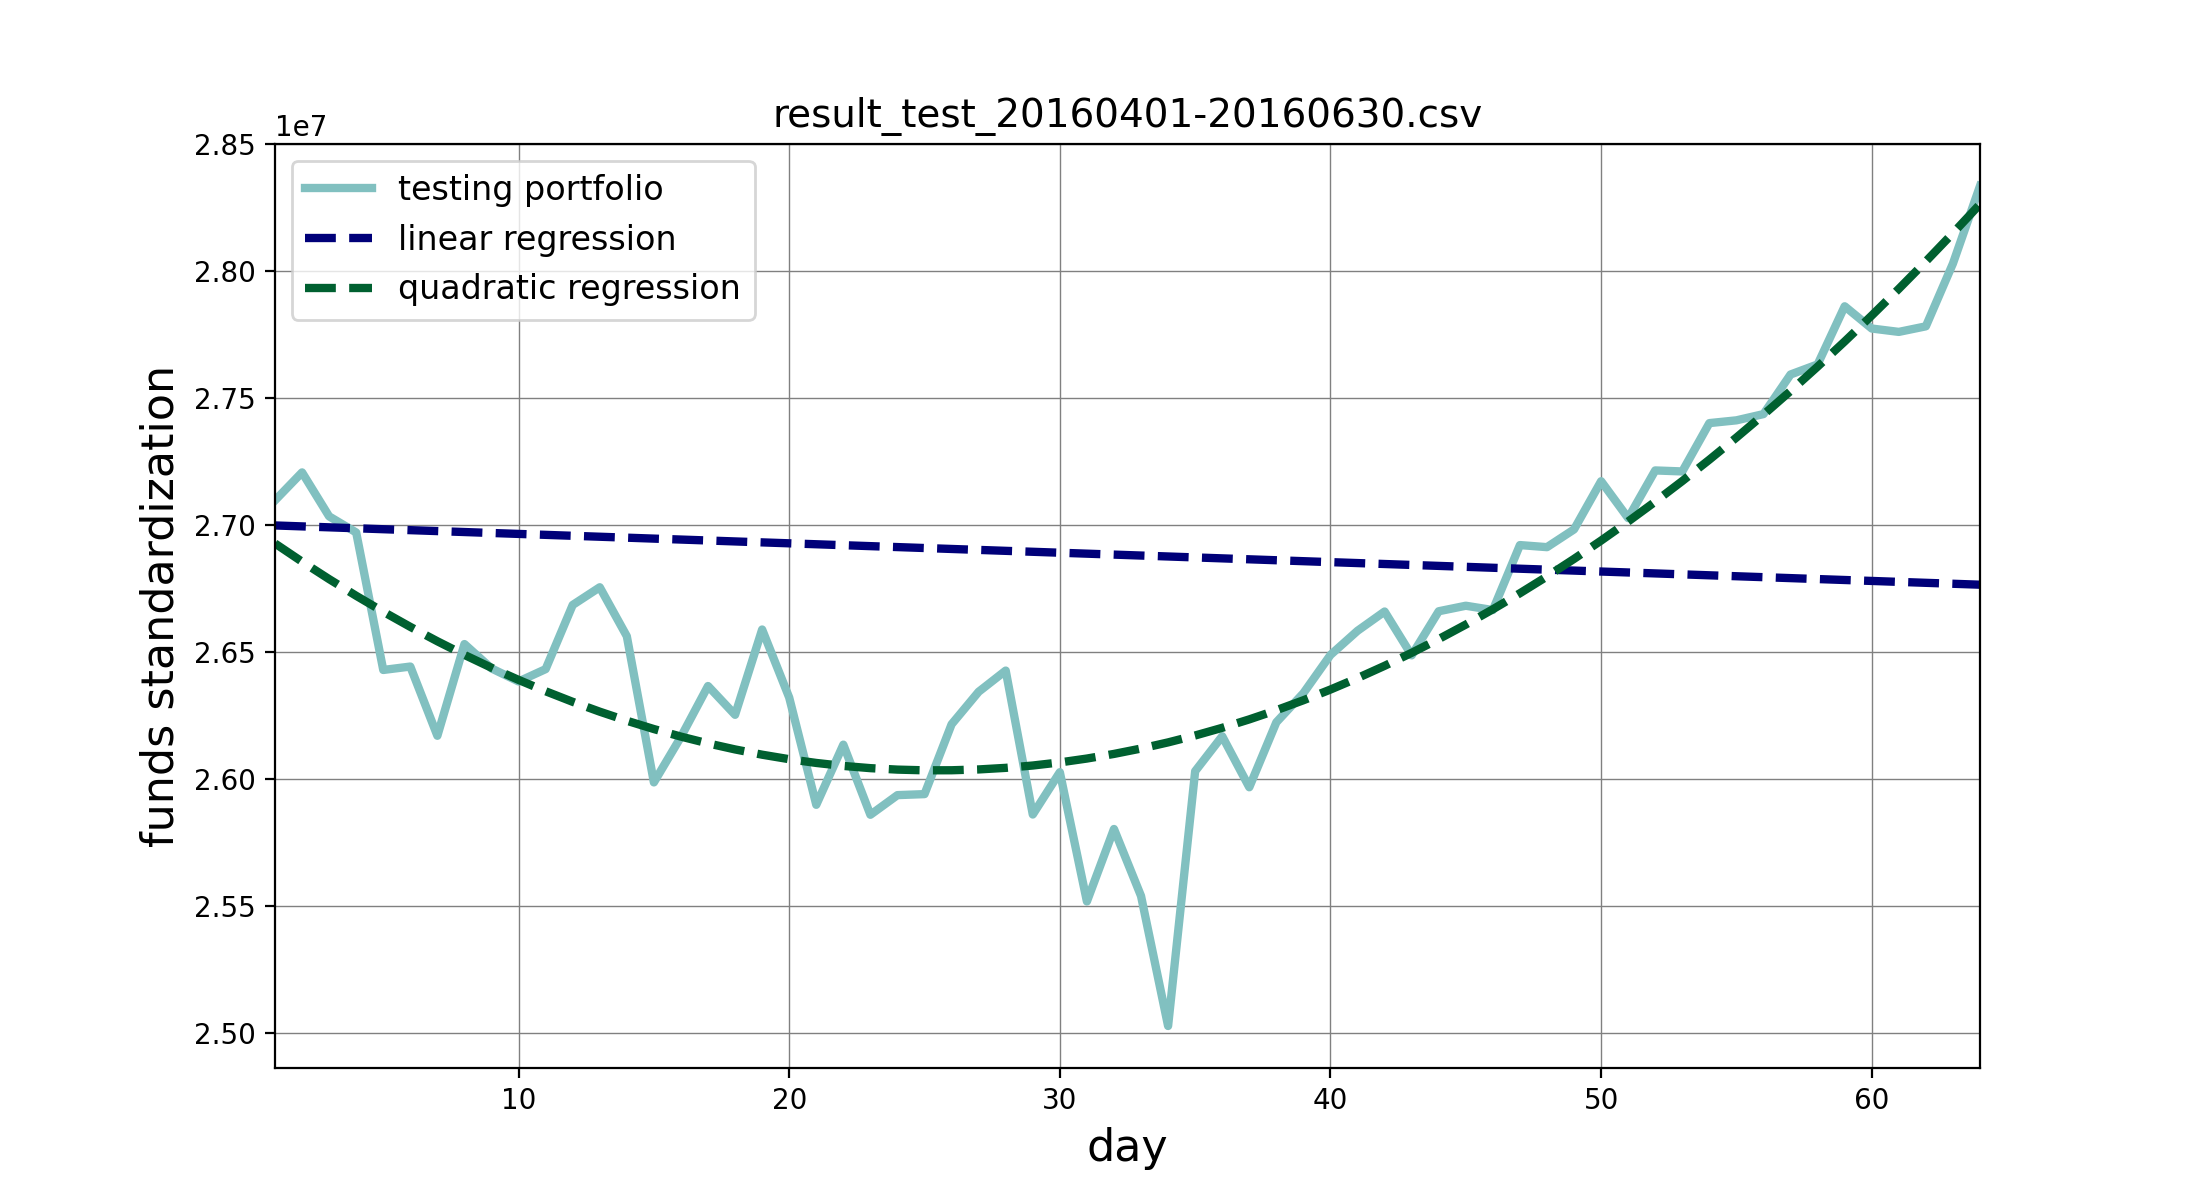 result_test_20160401-20160630.csv
1e7
testing portfolio
linear regression
quadratic regression
funds standardization
2.85
2.80
2.75
2.70
2.65
2.60
2.55
2.50
10 20 30 40 50 60
day